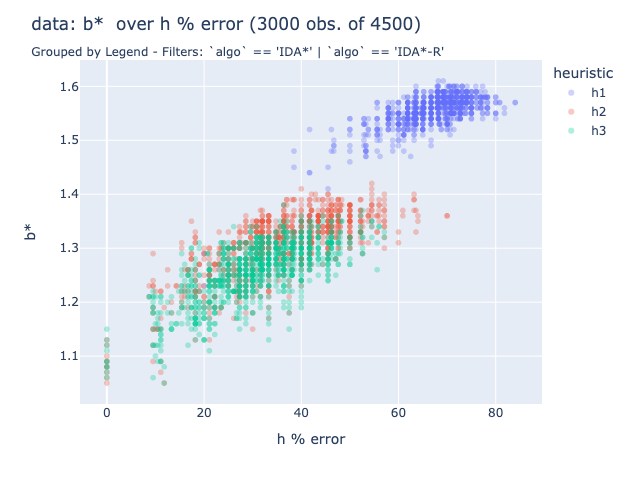 data: b*  over h % error (3000 obs. of 4500)
Grouped by Legend - Filters: `algo` == 'IDA*' | `algo` == 'IDA*-R'
heuristic
h1
h2
h3
1.6
1.5
1.4
1.3
1.2
1.1
b*
0
20
40
60
80
h % error